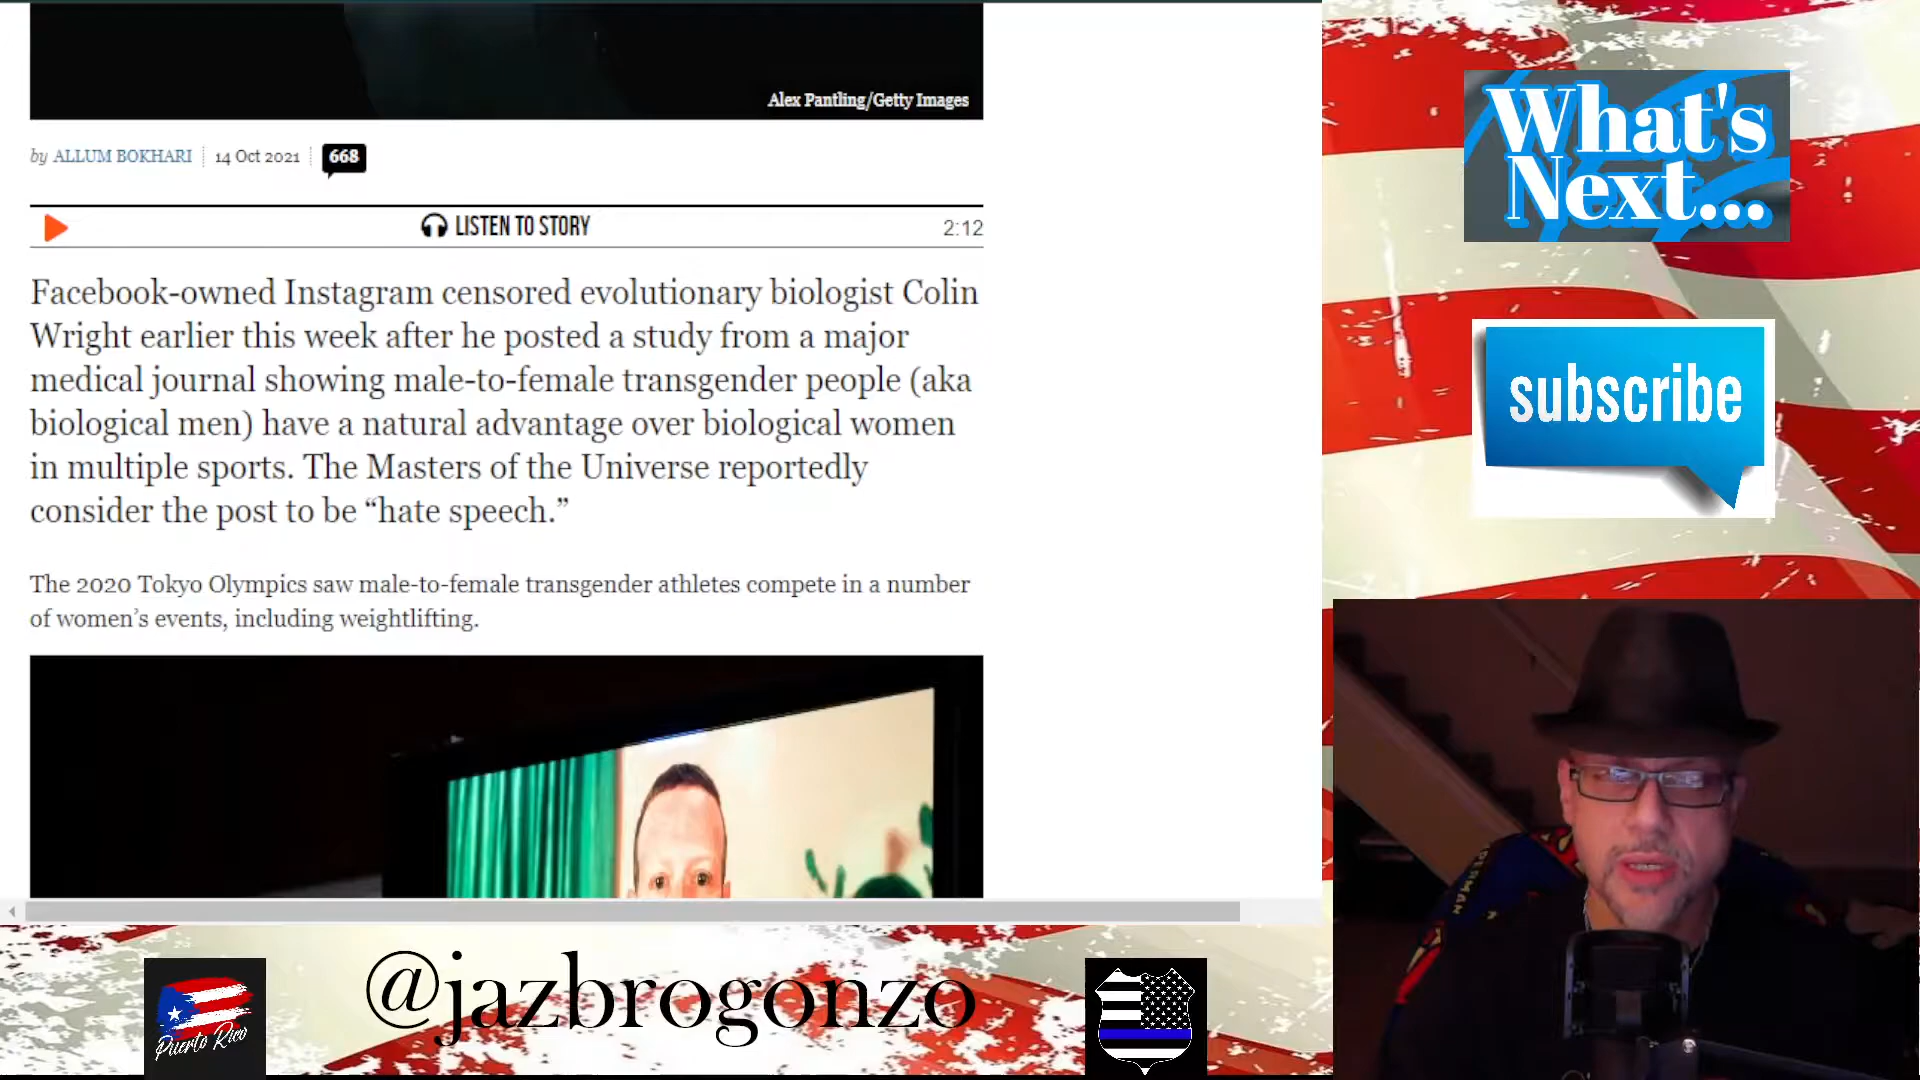 Alex Pantling/Getty Images
by ALLUM BOKHARI 14 Oct 2021 668
LISTEN TO STORY 2:12
Facebook-owned Instagram censored evolutionary biologist Colin
Wright earlier this week after he posted a study from a major
medical journal showing male-to-female transgender people (aka
biological men) have a natural advantage over biological women
in multiple sports. The Masters of the Universe reportedly
consider the post to be “hate speech.”
The 2020 Tokyo Olympics saw male-to-female transgender athletes compete in a number
of women’s events, including weightlifting.
What's
Next...
subscribe
ERMAN
@jazbrogonzo
Puerto Rico